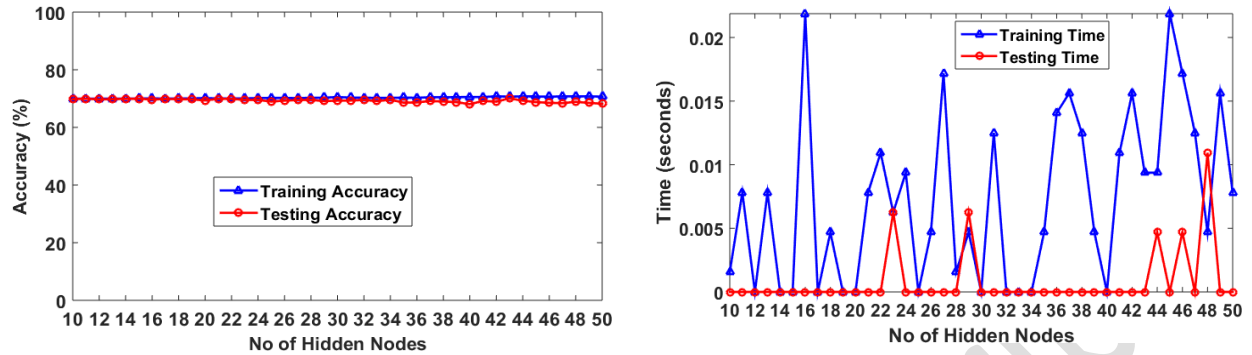 100
80
60
40
20
0
Accuracy (%)
Training Accuracy
Testing Accuracy
10 12 14 16 18 20 22 24 26 28 30 32 34 36 38 40 42 44 46 48 50
No of Hidden Nodes
0.02
0.015
0.01
0.005
0
Time (seconds)
Training Time
Testing Time
10 12 14 16 18 20 22 24 26 28 30 32 34 36 38 40 42 44 46 48 50
No of Hidden Nodes